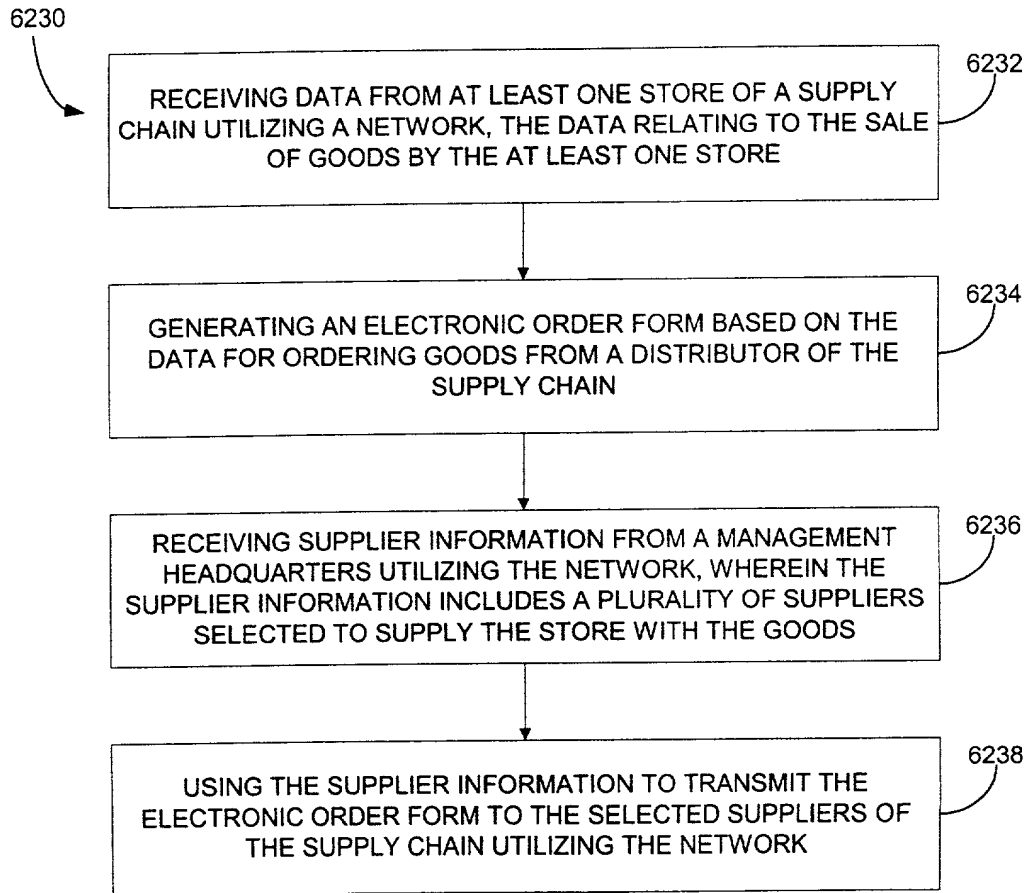 6230
6232
RECEIVING DATA FROM AT LEAST ONE STORE OF A SUPPLY
CHAIN UTILIZING A NETWORK, THE DATA RELATING TO THE SALE
OF GOODS BY THE AT LEAST ONE STORE
6234
GENERATING AN ELECTRONIC ORDER FORM BASED ON THE
DATA FOR ORDERING GOODS FROM A DISTRIBUTOR OF THE
SUPPLY CHAIN
6236
RECEIVING SUPPLIER INFORMATION FROM A MANAGEMENT
HEADQUARTERS UTILIZING THE NETWORK, WHEREIN THE
SUPPLIER INFORMATION INCLUDES A PLURALITY OF SUPPLIERS
SELECTED TO SUPPLY THE STORE WITH THE GOODS
6238
USING THE SUPPLIER INFORMATION TO TRANSMIT THE
ELECTRONIC ORDER FORM TO THE SELECTED SUPPLIERS OF
THE SUPPLY CHAIN UTILIZING THE NETWORK